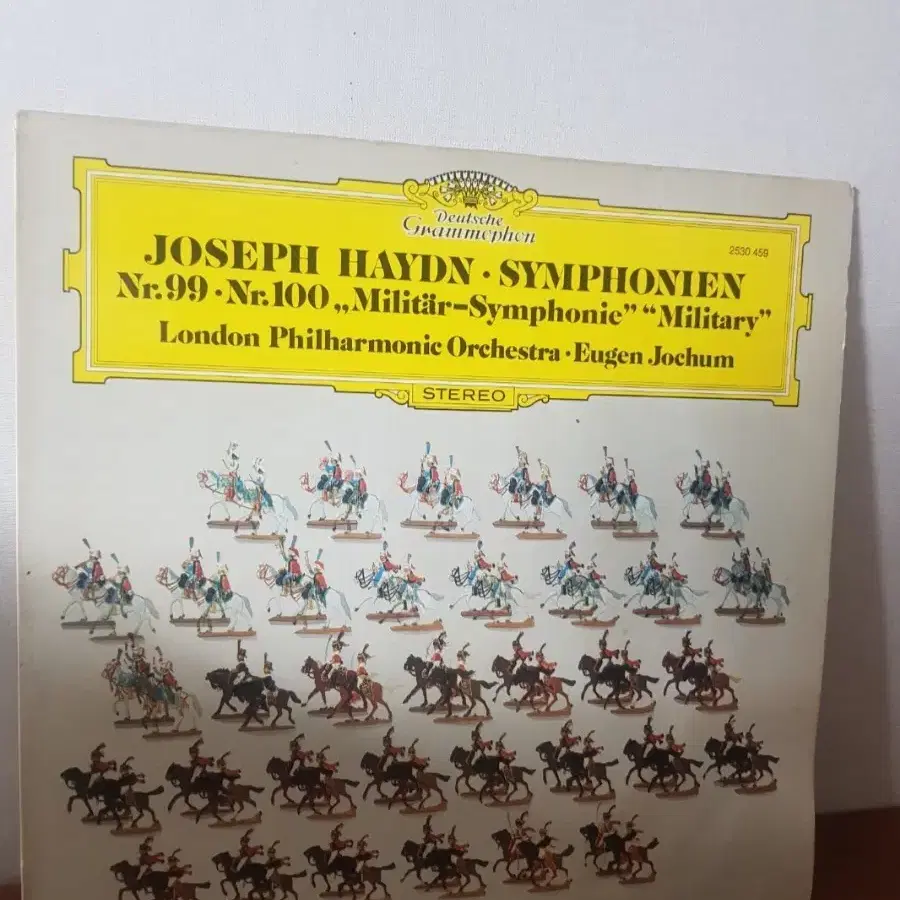 Deutsche
Grammophon
2530 459
JOSEPH HAYDN · SYMPHONIEN
Nr. 99 · Nr. 100 „Militär-Symphonie” “Military”
London Philharmonic Orchestra · Eugen Jochum
STEREO